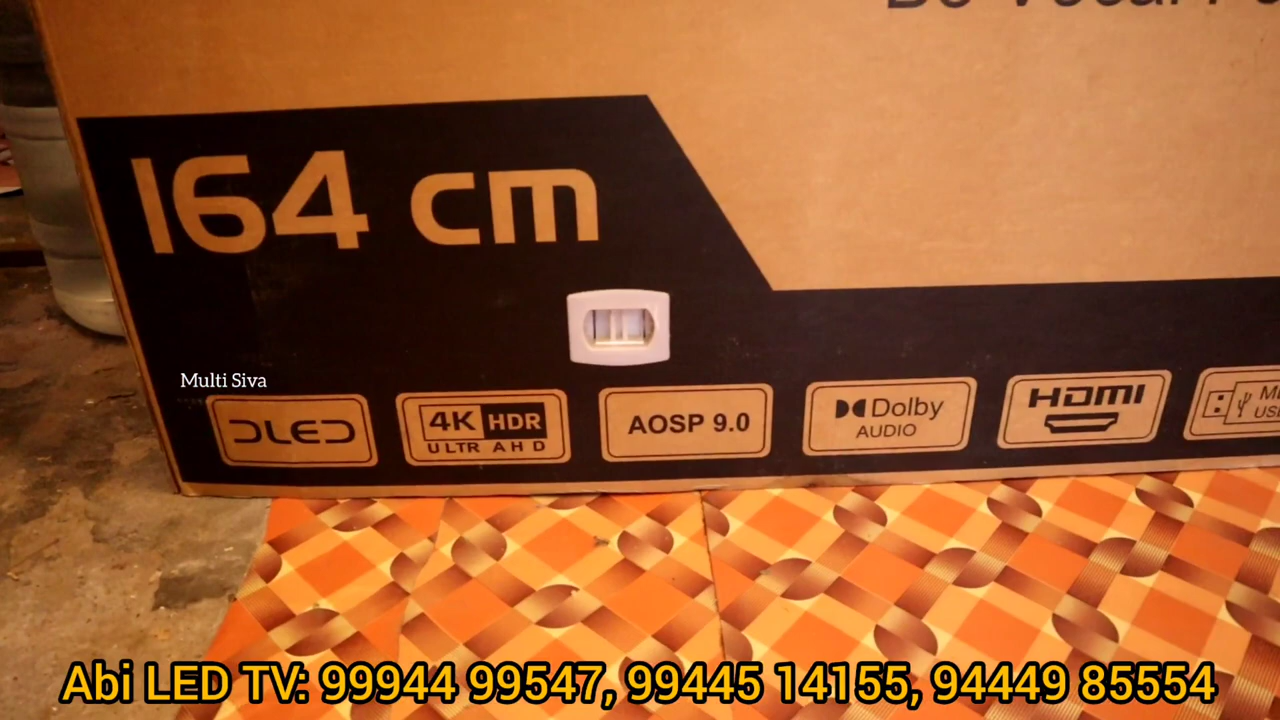 164 cm
Multi Siva
DLED
4K HDR
ULTR AHD
AOSP 9.0
Dolby
AUDIO
HDMI
Abi LED TV: 99944 99547, 99445 14155, 94449 85554